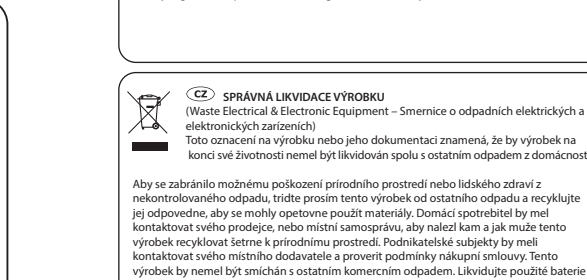 CZ SPRÁVNÁ LIKVIDACE VÝROBKU
(Waste Electrical & Electronic Equipment – Smernice o odpadních elektrických a
elektronických zarízeních)
Toto oznacení na výrobku nebo jeho dokumentaci znamená, že by výrobek na
konci své životnosti nemel být likvidován spolu s ostatním odpadem z domácnost
Aby se zabránilo možnému poškození prírodního prostredí nebo lidského zdraví z
nekontrolovaného odpadu, tridte prosím tento výrobek od ostatního odpadu a recyklujte
jej odpovedne, aby se mohly opetovne použít materiály. Domácí spotrebitel by mel
kontaktovat svého prodejce, nebo místní samosprávu, aby nalezl kam a jak muže tento
výrobek recyklovat šetrne k prírodnímu prostredí. Podnikatelské subjekty by meli
kontaktovat svého místního dodavatele a proverit podmínky nákupní smlouvy. Tento
výrobek by nemel být smíchán s ostatním komercním odpadem. Likvidujte použité baterie